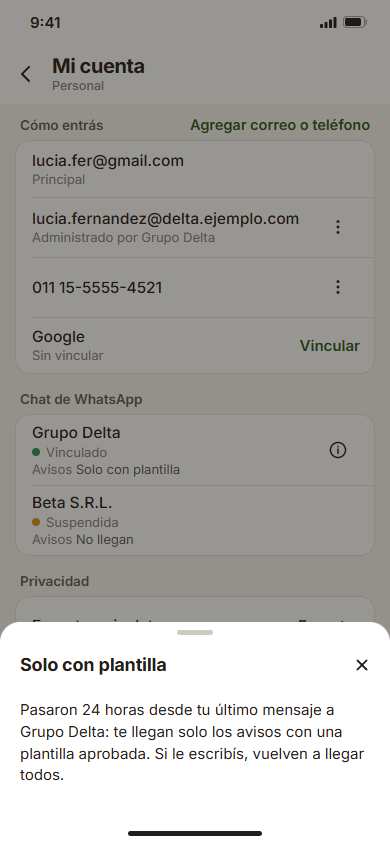 9:41
Mi cuenta
Personal
Cómo entrás
Agregar correo o teléfono
lucia.fer@gmail.com
Principal
lucia.fernandez@delta.ejemplo.com
Administrado por Grupo Delta
011 15-5555-4521
Google
Sin vincular
Vincular
Chat de WhatsApp
Grupo Delta
Vinculado
Avisos Solo con plantilla
Beta S.R.L.
Suspendida
Avisos No llegan
Privacidad
Solo con plantilla
Pasaron 24 horas desde tu último mensaje a
Grupo Delta: te llegan solo los avisos con una
plantilla aprobada. Si le escribís, vuelven a llegar
todos.